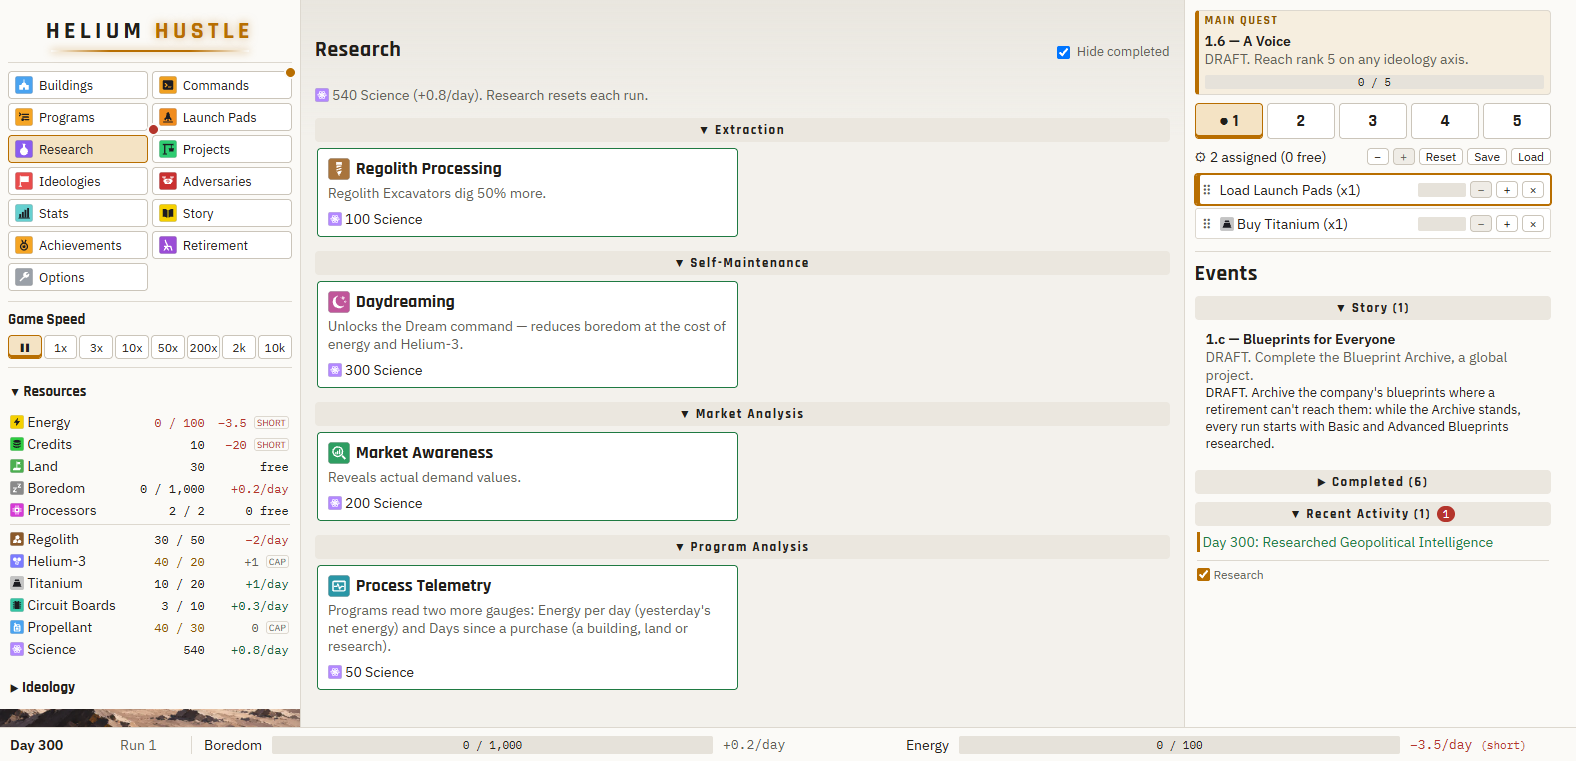 HELIUM HUSTLE
Buildings
Commands
Programs
Launch Pads
Research
Projects
Ideologies
Adversaries
Stats
Story
Achievements
Retirement
Options
Game Speed
1x 3x 10x 50x 200x 2k 10k
▼ Resources
Energy 0 / 100 −3.5 SHORT
Credits 10 −20 SHORT
Land 30 free
Boredom 0 / 1,000 +0.2/day
Processors 2 / 2 0 free
Regolith 30 / 50 −2/day
Helium-3 40 / 20 +1 CAP
Titanium 10 / 20 +1/day
Circuit Boards 3 / 10 +0.3/day
Propellant 40 / 30 0 CAP
Science 540 +0.8/day
▶ Ideology
Research
Hide completed
540 Science (+0.8/day). Research resets each run.
▼ Extraction
Regolith Processing
Regolith Excavators dig 50% more.
100 Science
▼ Self-Maintenance
Daydreaming
Unlocks the Dream command — reduces boredom at the cost of
energy and Helium-3.
300 Science
▼ Market Analysis
Market Awareness
Reveals actual demand values.
200 Science
▼ Program Analysis
Process Telemetry
Programs read two more gauges: Energy per day (yesterday's
net energy) and Days since a purchase (a building, land or
research).
50 Science
MAIN QUEST
1.6 — A Voice
DRAFT. Reach rank 5 on any ideology axis.
0 / 5
● 1 2 3 4 5
2 assigned (0 free) − + Reset Save Load
Load Launch Pads (x1) − + ×
Buy Titanium (x1) − + ×
Events
▼ Story (1)
1.c — Blueprints for Everyone
DRAFT. Complete the Blueprint Archive, a global
project.
DRAFT. Archive the company's blueprints where a
retirement can't reach them: while the Archive stands,
every run starts with Basic and Advanced Blueprints
researched.
▶ Completed (6)
▼ Recent Activity (1) 1
Day 300: Researched Geopolitical Intelligence
Research
Day 300 Run 1 Boredom 0 / 1,000 +0.2/day Energy 0 / 100 −3.5/day (short)